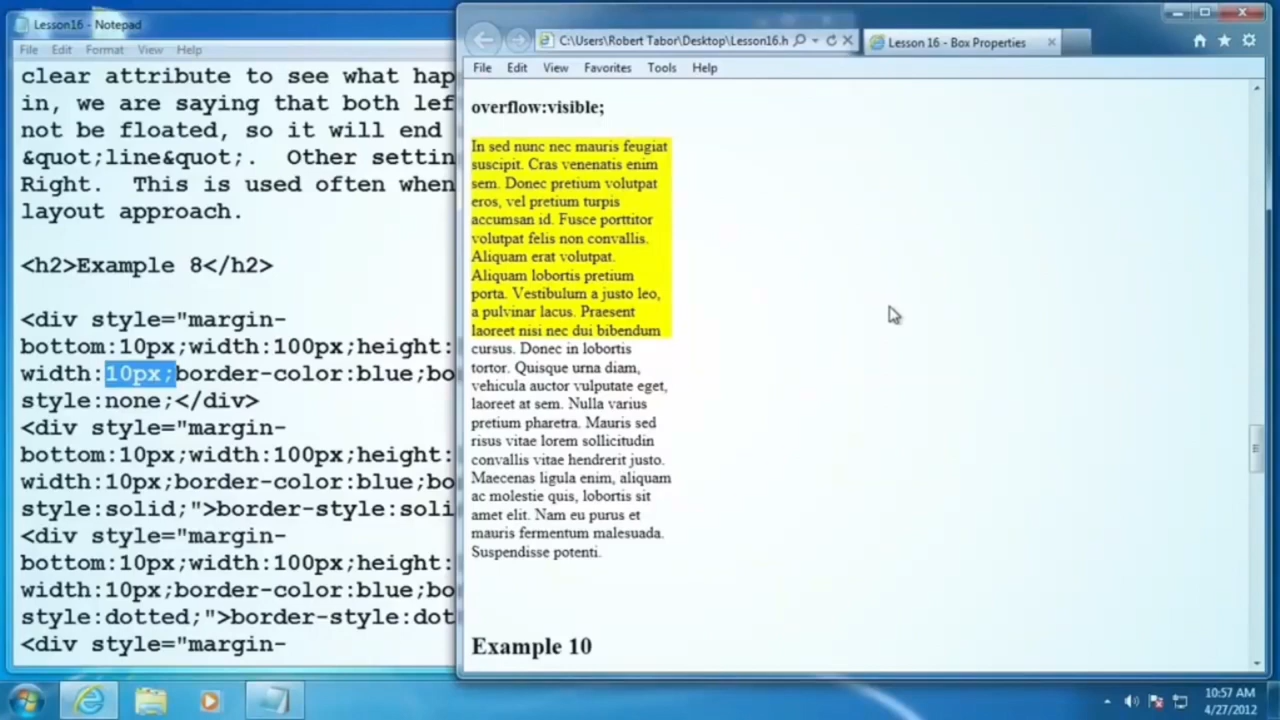 Lesson16 - Notepad
File Edit Format View Help
clear attribute to see what hap
in, we are saying that both lef
not be floated, so it will end
&quot;line&quot;.  Other settin
Right.  This is used often when
layout approach.
<h2>Example 8</h2>
<div style="margin-
bottom:10px;width:100px;height:
width:10px;border-color:blue;bo
style:none;</div>
<div style="margin-
bottom:10px;width:100px;height:
width:10px;border-color:blue;bo
style:solid;">border-style:soli
<div style="margin-
bottom:10px;width:100px;height:
width:10px;border-color:blue;bo
style:dotted;">border-style:dot
<div style="margin-
C:\Users\Robert Tabor\Desktop\Lesson16.h
Lesson 16 - Box Properties
File Edit View Favorites Tools Help
overflow:visible;
In sed nunc nec mauris feugiat
suscipit. Cras venenatis enim
sem. Donec pretium volutpat
eros, vel pretium turpis
accumsan id. Fusce porttitor
volutpat felis non convallis.
Aliquam erat volutpat.
Aliquam lobortis pretium
porta. Vestibulum a justo leo,
a pulvinar lacus. Praesent
laoreet nisi nec dui bibendum
cursus. Donec in lobortis
tortor. Quisque urna diam,
vehicula auctor vulputate eget,
laoreet at sem. Nulla varius
pretium pharetra. Mauris sed
risus vitae lorem sollicitudin
convallis vitae hendrerit justo.
Maecenas ligula enim, aliquam
ac molestie quis, lobortis sit
amet elit. Nam eu purus et
mauris fermentum malesuada.
Suspendisse potenti.
Example 10
10:57 AM
4/27/2012